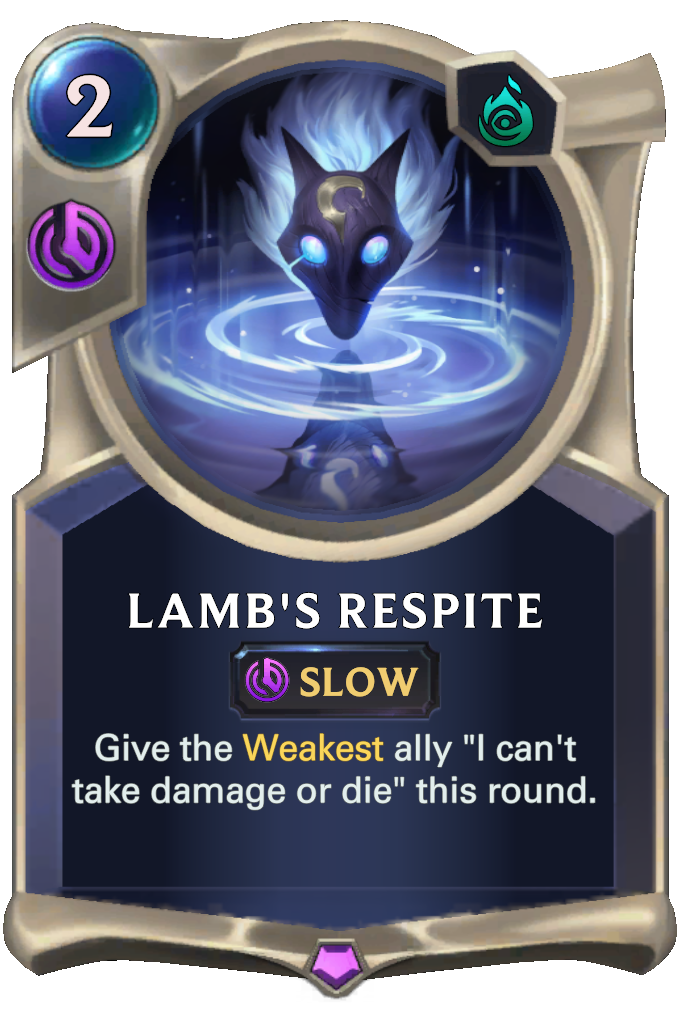 2
LAMB'S RESPITE
SLOW
Give the Weakest ally "I can't
take damage or die" this round.